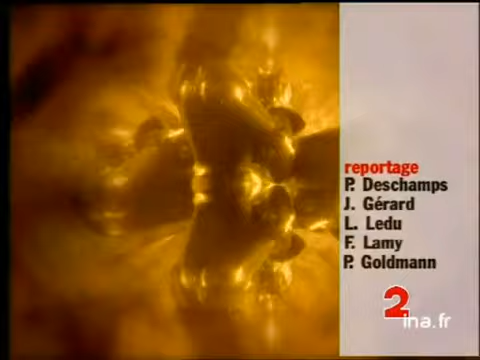 reportage
P. Deschamps
J. Gérard
L. Ledu
F. Lamy
P. Goldmann
2
ina.fr